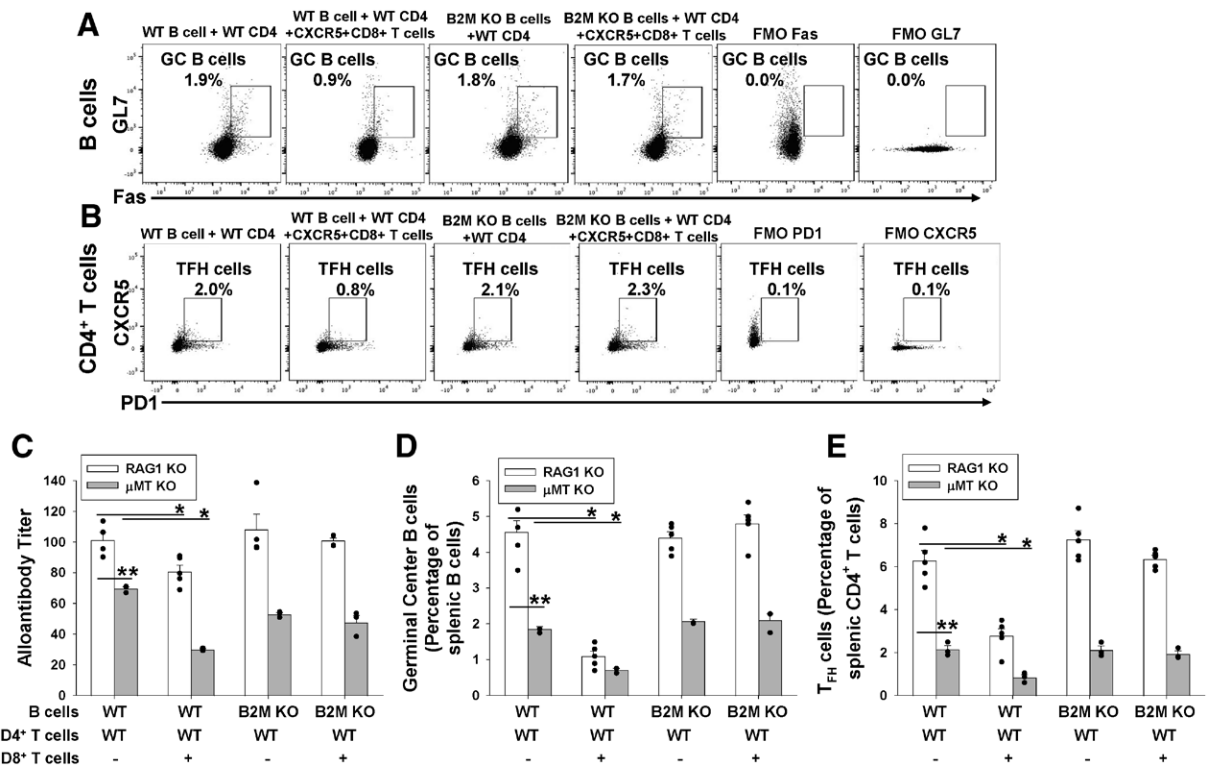 A
WT B cell + WT CD4
WT B cell + WT CD4
+CXCR5+CD8+ T cells
B2M KO B cells
+WT CD4
B2M KO B cells + WT CD4
+CXCR5+CD8+ T cells
FMO Fas
FMO GL7
B cells
GL7
GC B cells
1.9%
GC B cells
0.9%
GC B cells
1.8%
GC B cells
1.7%
GC B cells
0.0%
GC B cells
0.0%
Fas
B
WT B cell + WT CD4
WT B cell + WT CD4
+CXCR5+CD8+ T cells
B2M KO B cells
+WT CD4
B2M KO B cells + WT CD4
+CXCR5+CD8+ T cells
FMO PD1
FMO CXCR5
CD4+ T cells
CXCR5
TFH cells
2.0%
TFH cells
0.8%
TFH cells
2.1%
TFH cells
2.3%
TFH cells
0.1%
TFH cells
0.1%
PD1
C
RAG1 KO
μMT KO
Alloantibody Titer
140
120
100
80
60
40
20
0
* *
**
D
RAG1 KO
μMT KO
Germinal Center B cells
(Percentage of
splenic B cells)
6
5
4
3
2
1
0
* *
**
E
RAG1 KO
μMT KO
TFH cells (Percentage of
splenic CD4+ T cells)
10
8
6
4
2
0
* *
**
B cells WT WT B2M KO B2M KO WT WT B2M KO B2M KO WT WT B2M KO B2M KO
D4+ T cells WT WT WT WT WT WT WT WT WT WT WT WT
D8+ T cells - + - + - + - + - + - +